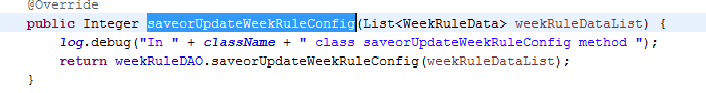 @Override
public Integer saveorUpdateWeekRuleConfig(List<WeekRuleData> weekRuleDataList) {
log.debug("In " + className + " class saveorUpdateWeekRuleConfig method ");
return weekRuleDAO.saveorUpdateWeekRuleConfig(weekRuleDataList);
}